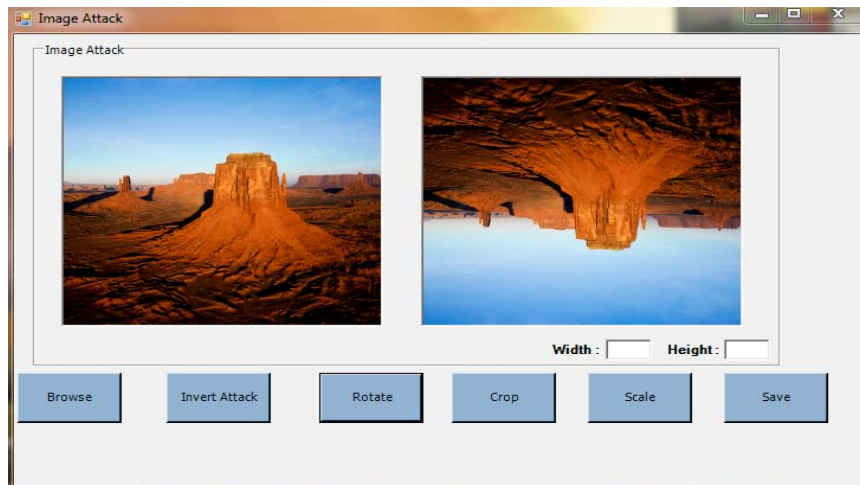 Image Attack
Image Attack
Width : Height :
Browse Invert Attack Rotate Crop Scale Save